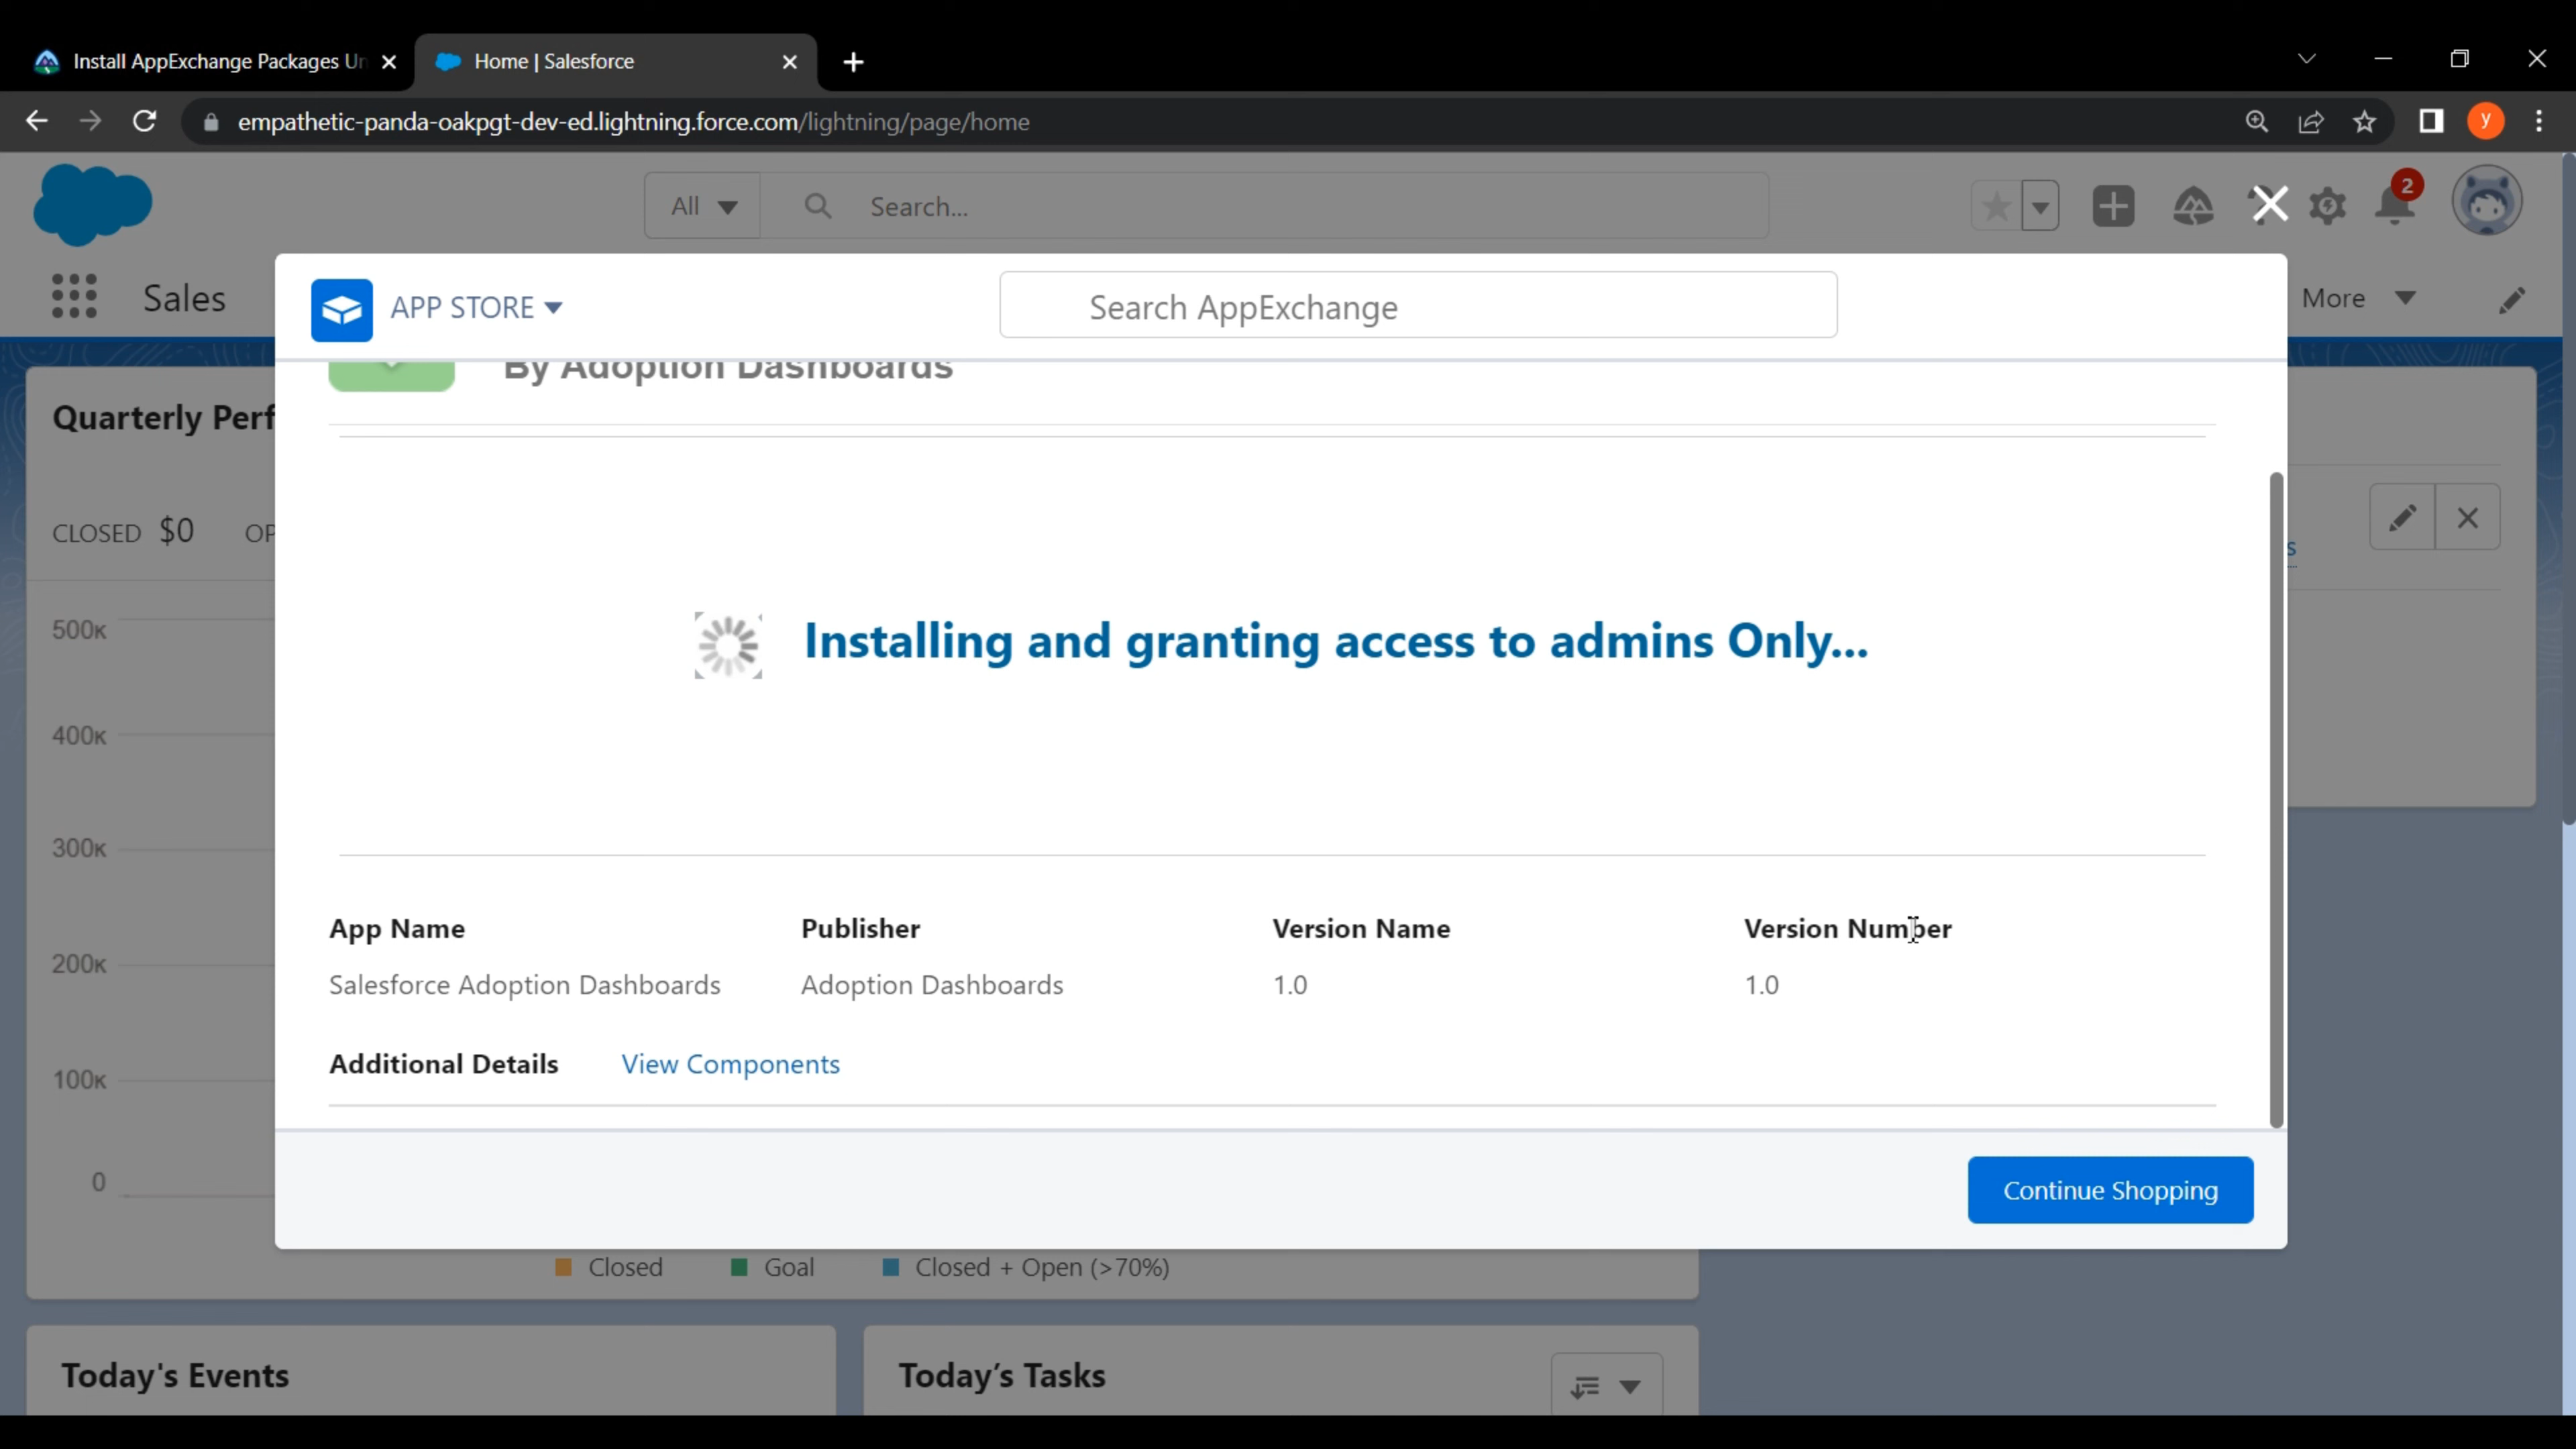 Install AppExchange Packages Un
Home | Salesforce
empathetic-panda-oakpgt-dev-ed.lightning.force.com/lightning/page/home
y
All
Search...
2
Sales
More
APP STORE
Search AppExchange
By Adoption Dashboards
Quarterly Perf
CLOSED $0 OP
s
500K
400K
300K
200K
100K
0
Installing and granting access to admins Only...
App Name
Publisher
Version Name
Version Number
Salesforce Adoption Dashboards
Adoption Dashboards
1.0
1.0
Additional Details
View Components
Continue Shopping
Closed
Goal
Closed + Open (>70%)
Today's Events
Today's Tasks